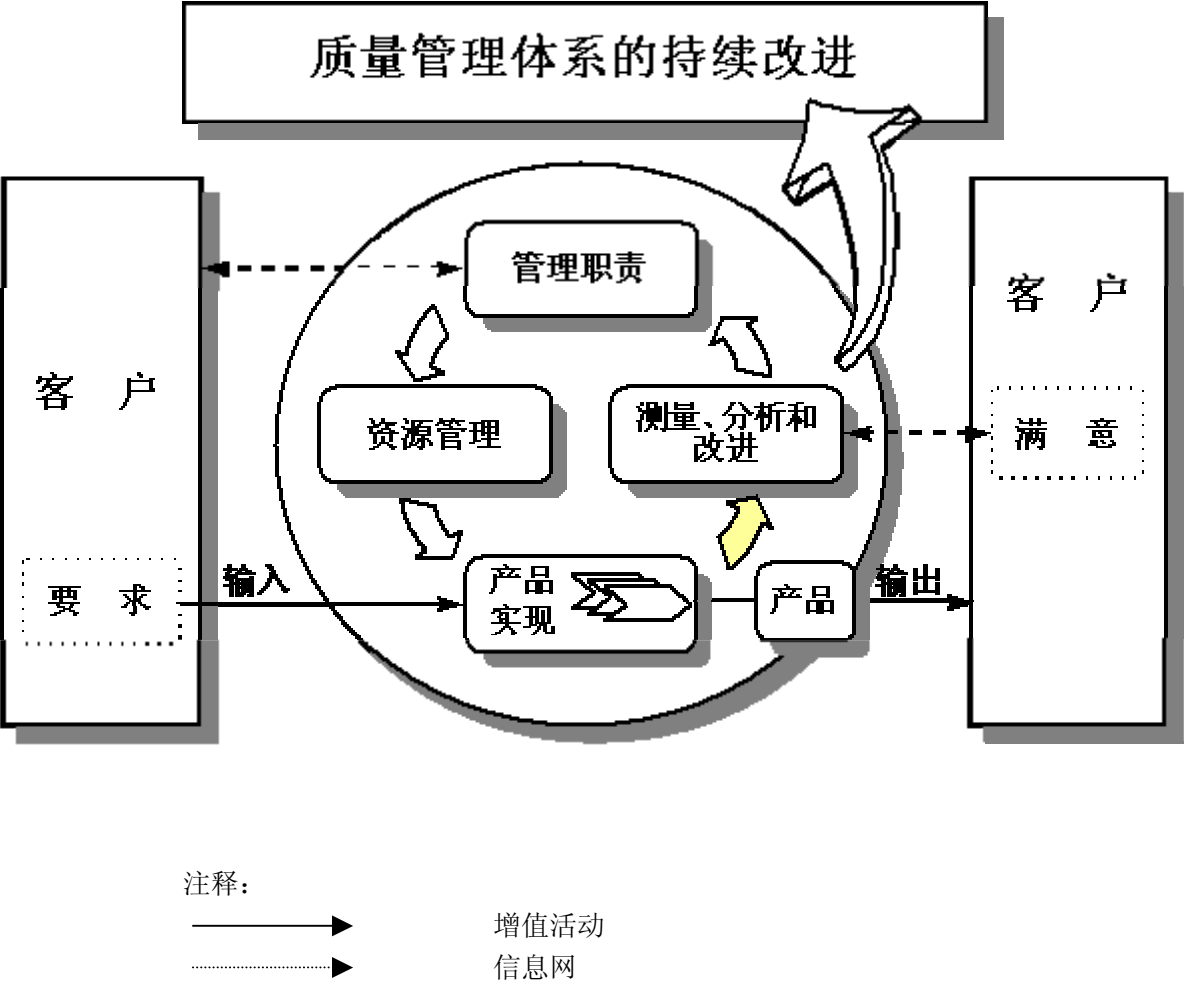 质量管理体系的持续改进
管理职责
客 户
客 户
资源管理
测量、分析和
改进
满 意
要 求
输入
产品
实现
产品
输出
注释：
增值活动
信息网